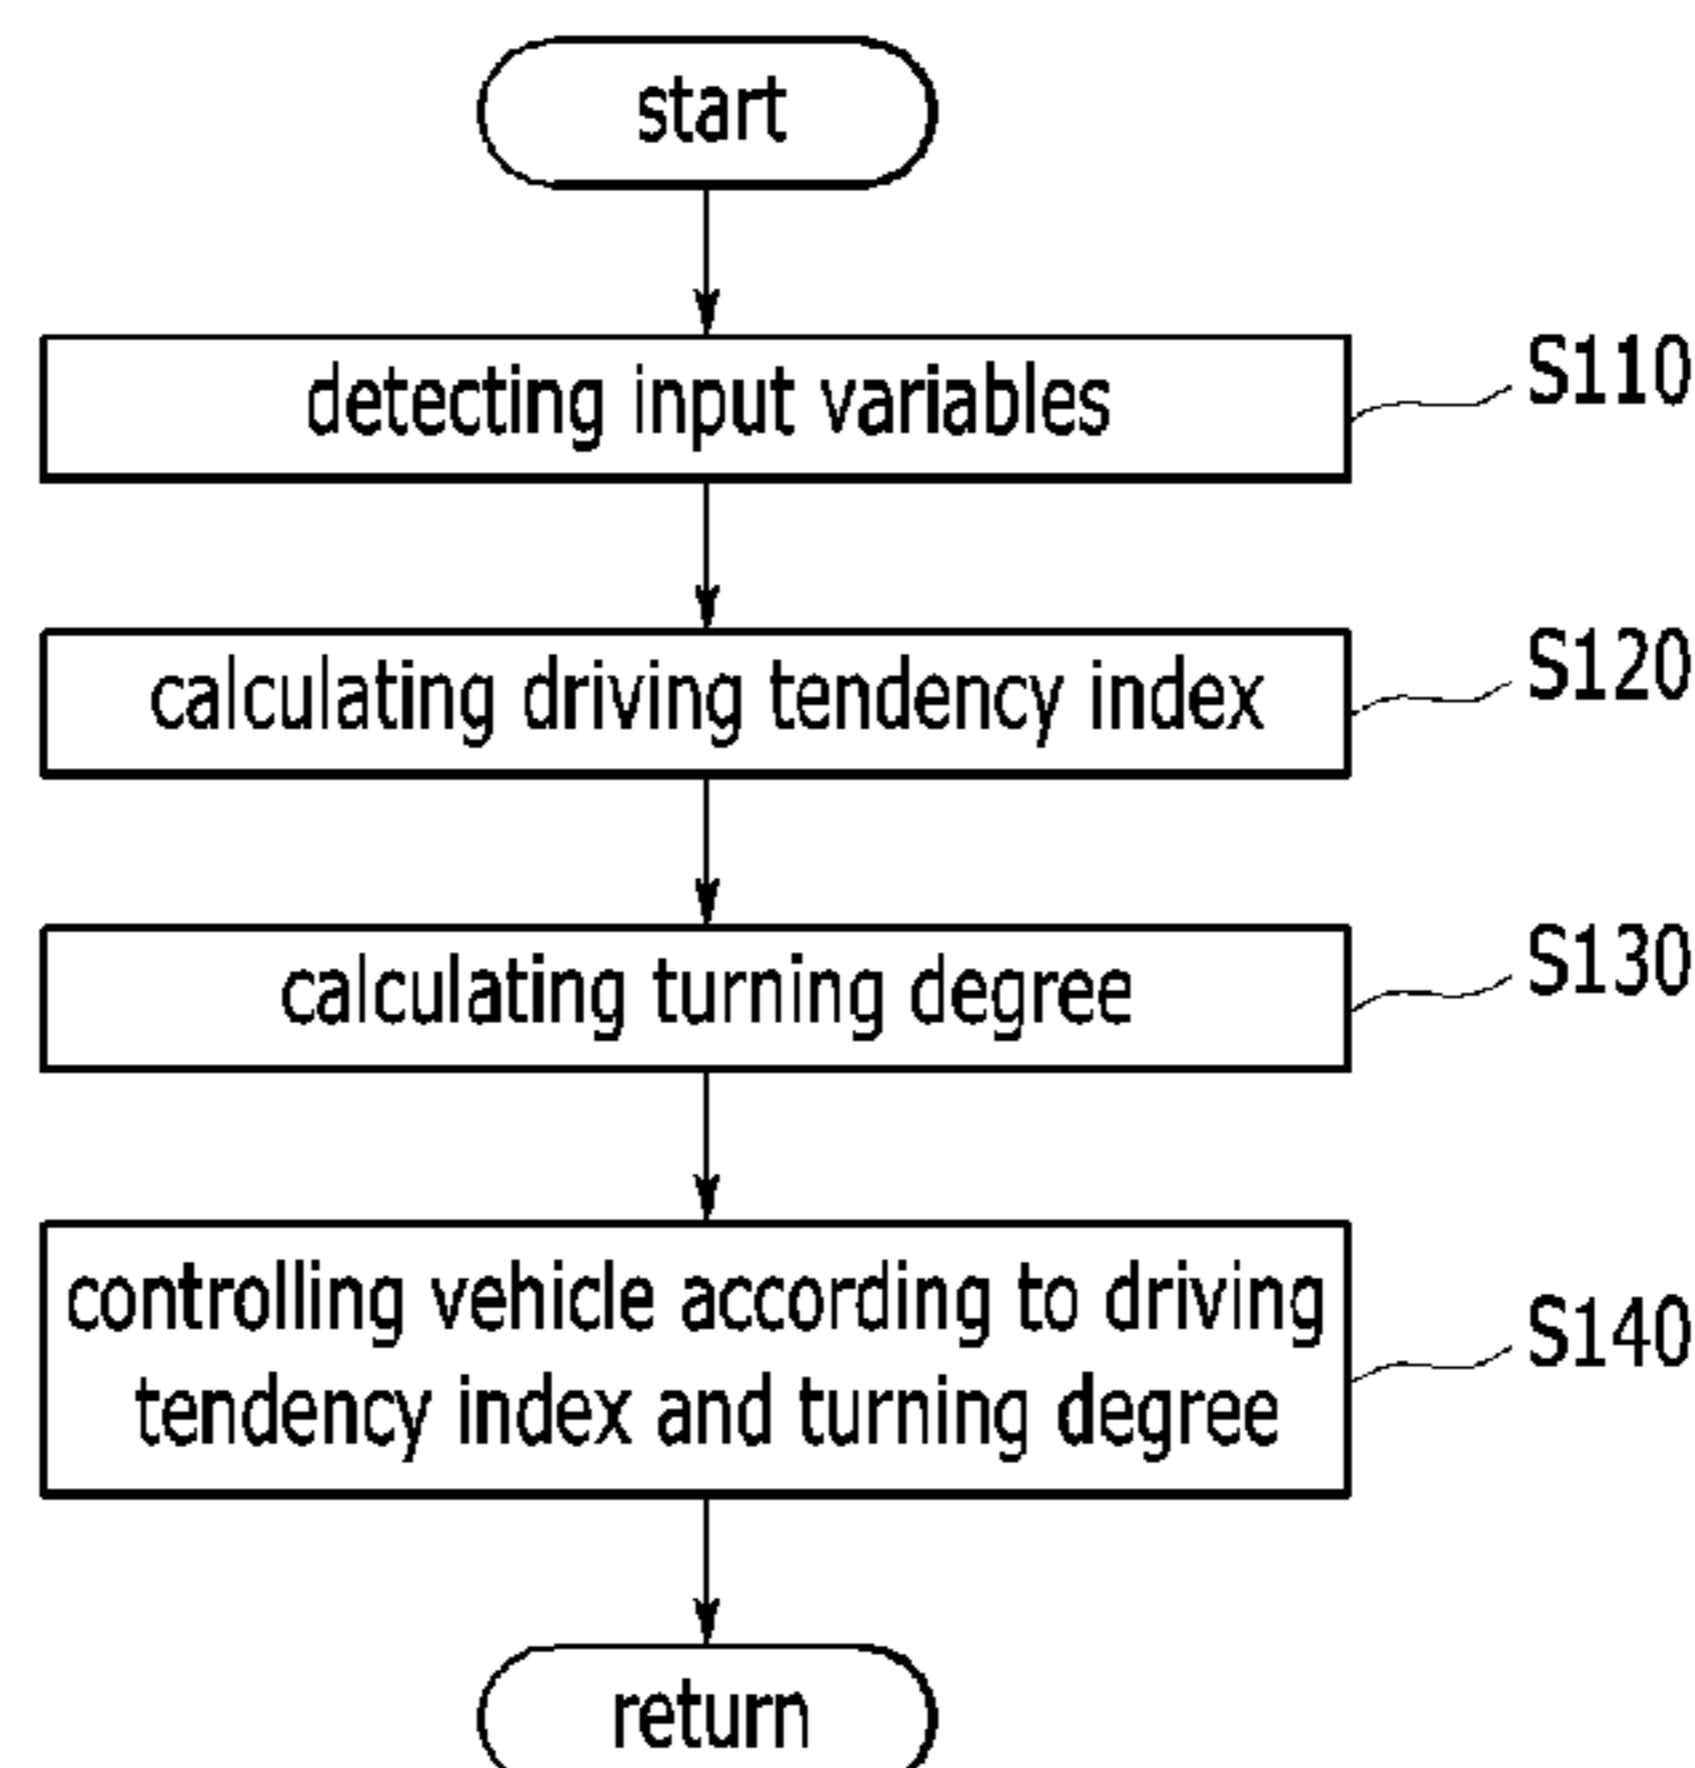 start
detecting input variables
S110
calculating driving tendency index
S120
calculating turning degree
S130
controlling vehicle according to driving
tendency index and turning degree
S140
return